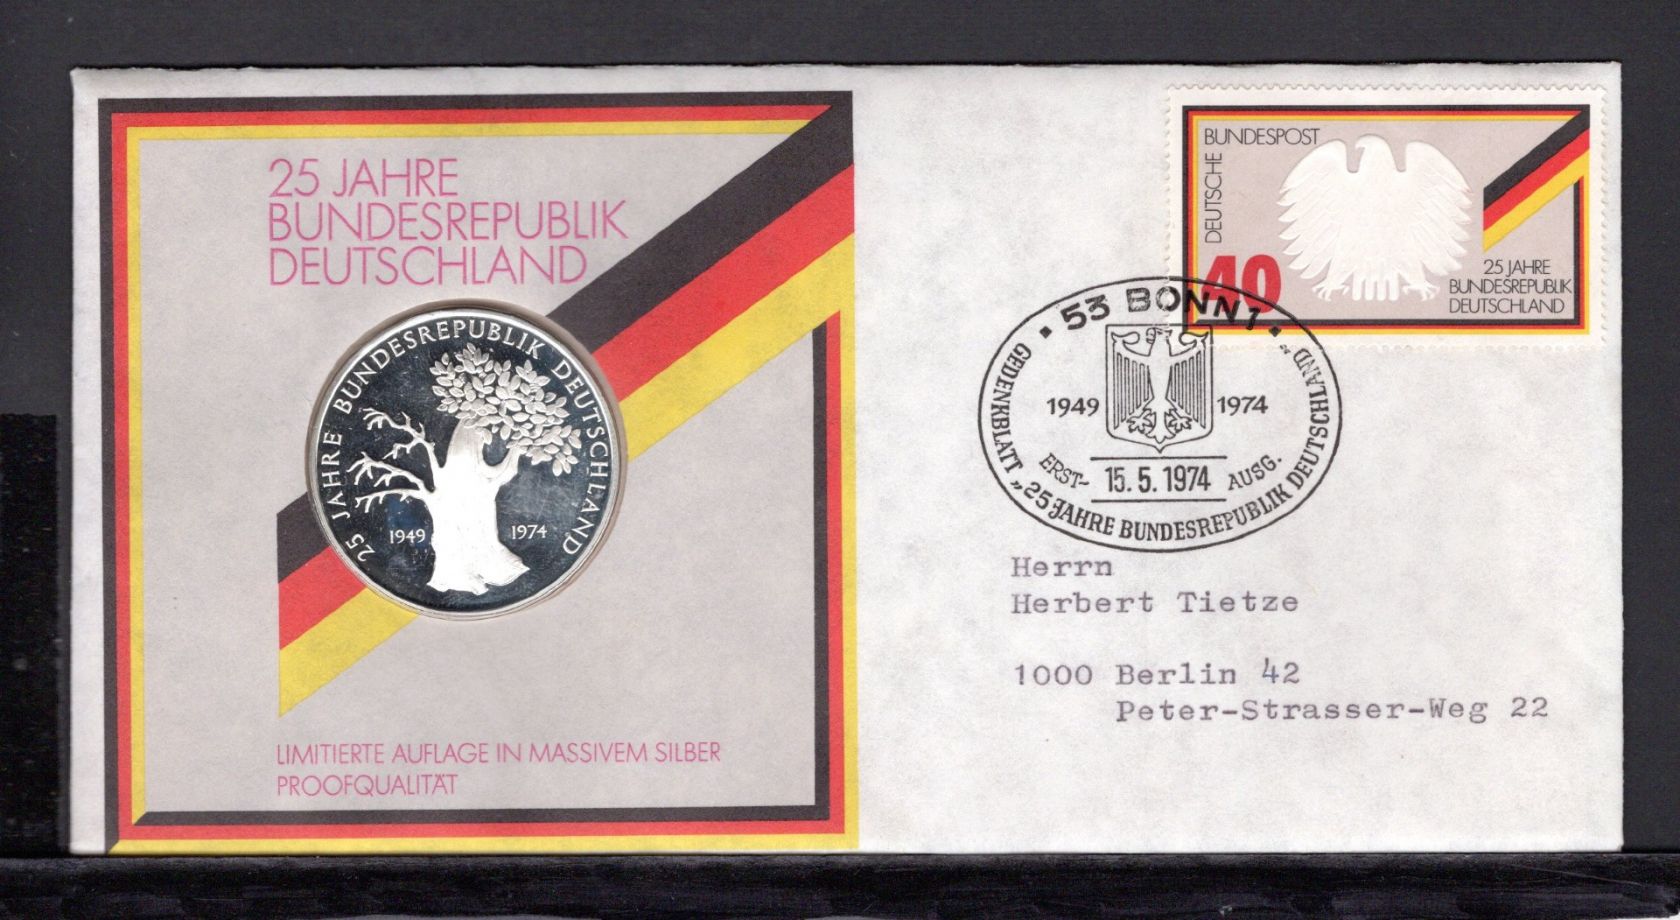 25 JAHRE
BUNDESREPUBLIK
DEUTSCHLAND
25 JAHRE BUNDESREPUBLIK DEUTSCHLAND
1949 1974
LIMITIERTE AUFLAGE IN MASSIVEM SILBER
PROOFQUALITÄT
DEUTSCHE
BUNDESPOST
40
25 JAHRE
BUNDESREPUBLIK
DEUTSCHLAND
53 BONN 1
GEDENKBLATT „25 JAHRE BUNDESREPUBLIK DEUTSCHLAND"
1949 1974
ERST- 15.5.1974 AUSG.
Herrn
Herbert Tietze
1000 Berlin 42
Peter-Strasser-Weg 22